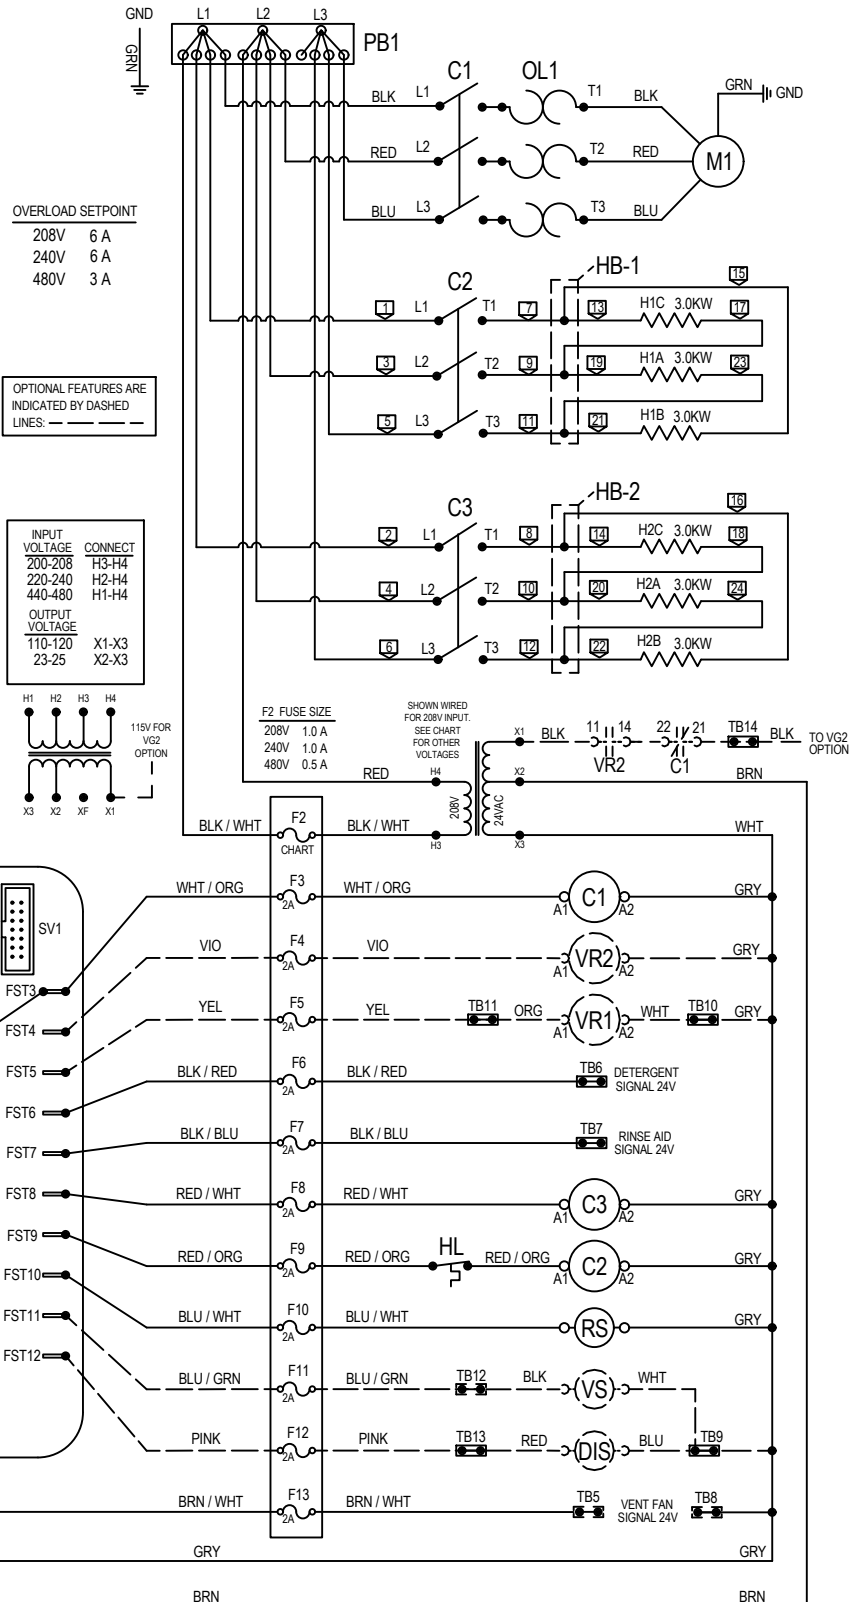 GND L1 L2 L3
GRN
PB1
C1 OL1
BLK L1 T1 BLK GRN GND
RED L2 T2 RED M1
BLU L3 T3 BLU
OVERLOAD SETPOINT
208V 6 A
240V 6 A
480V 3 A
C2 HB-1 15
1 L1 T1 7 13 H1C 3.0KW 17
3 L2 T2 9 19 H1A 3.0KW 23
5 L3 T3 11 21 H1B 3.0KW
OPTIONAL FEATURES ARE
INDICATED BY DASHED
LINES:
C3 HB-2 16
2 L1 T1 8 14 H2C 3.0KW 18
4 L2 T2 10 20 H2A 3.0KW 24
6 L3 T3 12 22 H2B 3.0KW
INPUT
VOLTAGE CONNECT
200-208 H3-H4
220-240 H2-H4
440-480 H1-H4
OUTPUT
VOLTAGE
110-120 X1-X3
23-25 X2-X3
H1 H2 H3 H4
115V FOR
VG2
OPTION
X3 X2 XF X1
F2 FUSE SIZE
208V 1.0 A
240V 1.0 A
480V 0.5 A
SHOWN WIRED
FOR 208V INPUT.
SEE CHART
FOR OTHER
VOLTAGES
X1 BLK 11 14 22 21 TB14 BLK TO VG2
OPTION
VR2 C1
RED H4 X2 BRN
208V 24VAC
BLK / WHT F2 BLK / WHT H3 X3 WHT
CHART
WHT / ORG F3 WHT / ORG C1 GRY
2A A1 A2
SV1
VIO F4 VIO VR2 GRY
2A A1 A2
FST3
YEL F5 YEL TB11 ORG VR1 WHT TB10 GRY
2A A1 A2
FST4
FST5
BLK / RED F6 BLK / RED TB6 DETERGENT
SIGNAL 24V
2A
FST6
BLK / BLU F7 BLK / BLU TB7 RINSE AID
SIGNAL 24V
2A
FST7
FST8
RED / WHT F8 RED / WHT C3 GRY
2A A1 A2
FST9
RED / ORG F9 RED / ORG HL RED / ORG C2 GRY
2A A1 A2
FST10
BLU / WHT F10 BLU / WHT RS GRY
2A
FST11
FST12
BLU / GRN F11 BLU / GRN TB12 BLK VS WHT
2A
PINK F12 PINK TB13 RED DIS BLU TB9
2A
BRN / WHT F13 BRN / WHT TB5 VENT FAN
SIGNAL 24V TB8
2A
GRY GRY
BRN BRN